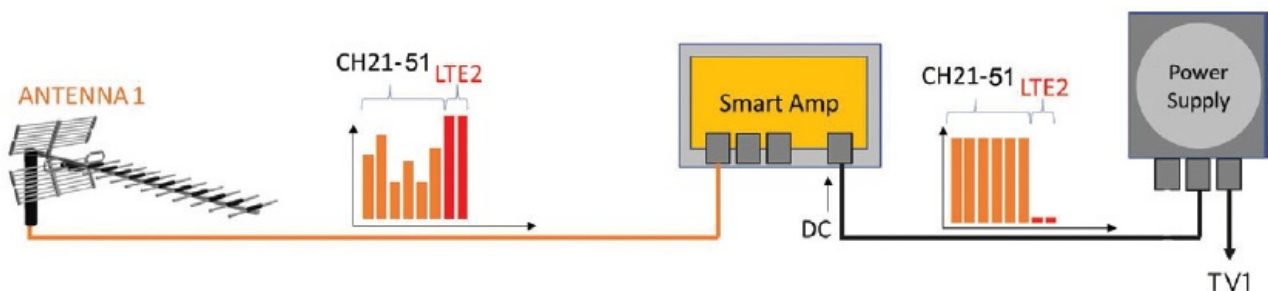 ANTENNA 1
CH21-51
LTE2
Smart Amp
DC
CH21-51
LTE2
Power
Supply
TV1